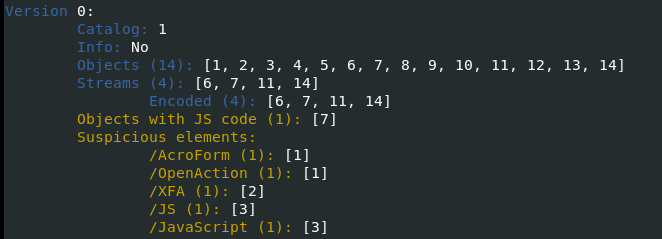 Version 0:
Catalog: 1
Info: No
Objects (14): [1, 2, 3, 4, 5, 6, 7, 8, 9, 10, 11, 12, 13, 14]
Streams (4): [6, 7, 11, 14]
Encoded (4): [6, 7, 11, 14]
Objects with JS code (1): [7]
Suspicious elements:
/AcroForm (1): [1]
/OpenAction (1): [1]
/XFA (1): [2]
/JS (1): [3]
/JavaScript (1): [3]